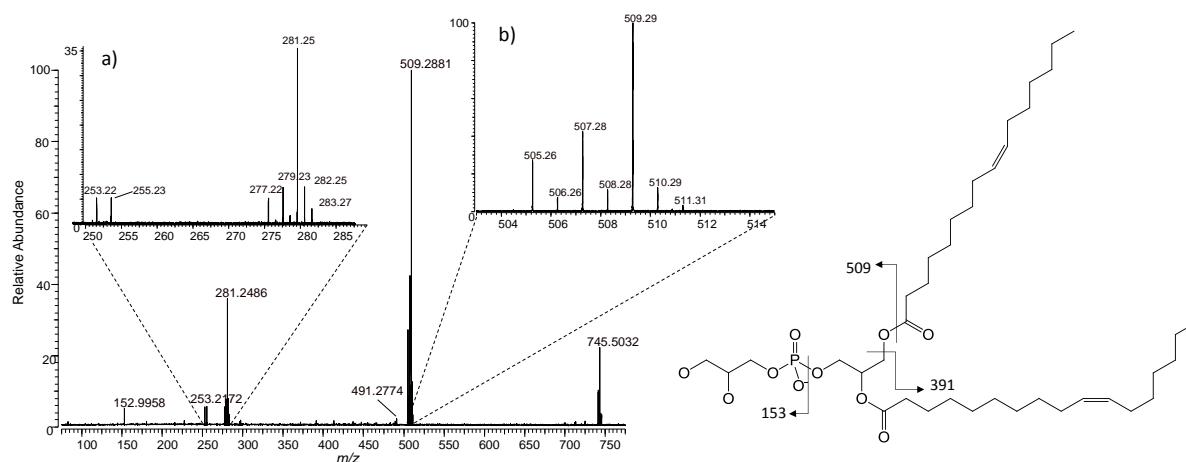 a)
35
281.25
253.22
255.23
277.22
279.23
282.25
283.27
0
250 255 265 270 275 280 285
b)
100
509.29
507.28
505.26
506.26
508.28
510.29
511.31
0
504 506 508 510 512 514
Relative Abundance
100
80
60
40
20
0
509.2881
281.2486
745.5032
491.2774
253.2172
152.9958
100 150 200 250 300 350 400 450 500 550 600 650 700 750
m/z
509
O
O
O
P
O
O
O
O-
O
O
O
391
153